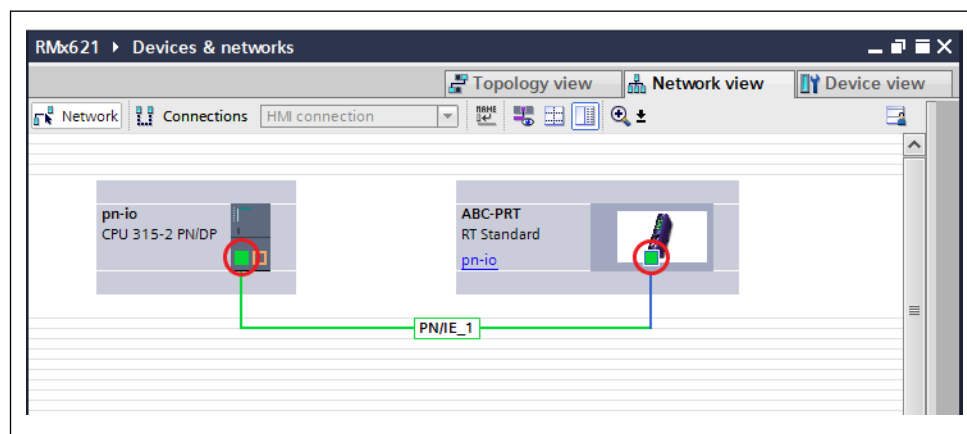 RMx621 ▸ Devices & networks
Topology view Network view Device view
Network Connections HMI connection NAME
pn-io
CPU 315-2 PN/DP
ABC-PRT
RT Standard
pn-io
PN/IE_1